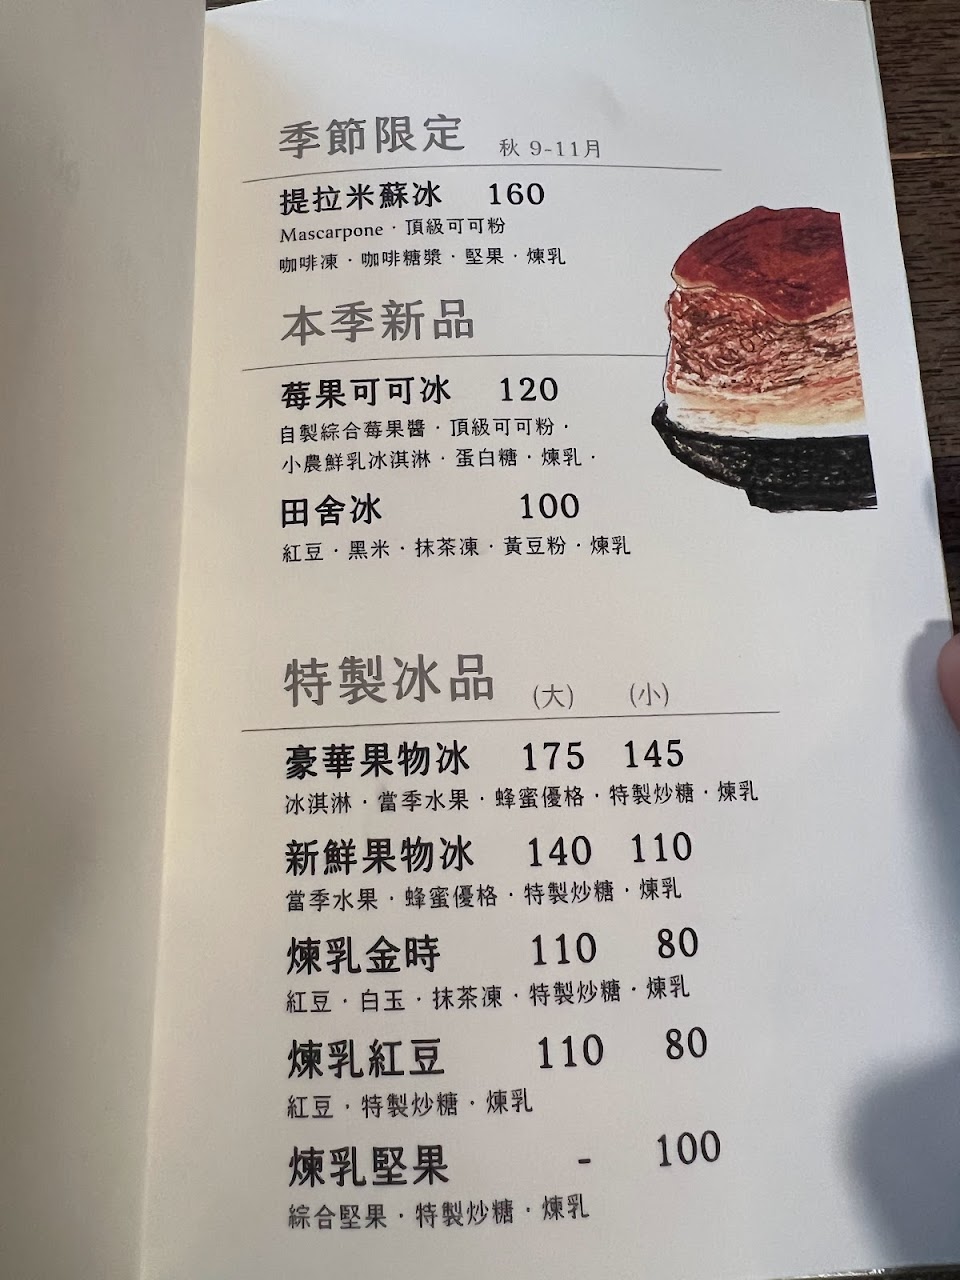 季節限定 秋 9-11月
提拉米蘇冰 160
Mascarpone · 頂級可可粉
咖啡凍 · 咖啡糖漿 · 堅果 · 煉乳
本季新品
莓果可可冰 120
自製綜合莓果醬 · 頂級可可粉 ·
小農鮮乳冰淇淋 · 蛋白糖 · 煉乳 ·
田舍冰 100
紅豆 · 黑米 · 抹茶凍 · 黃豆粉 · 煉乳
特製冰品 (大) (小)
豪華果物冰 175 145
冰淇淋 · 當季水果 · 蜂蜜優格 · 特製炒糖 · 煉乳
新鮮果物冰 140 110
當季水果 · 蜂蜜優格 · 特製炒糖 · 煉乳
煉乳金時 110 80
紅豆 · 白玉 · 抹茶凍 · 特製炒糖 · 煉乳
煉乳紅豆 110 80
紅豆 · 特製炒糖 · 煉乳
煉乳堅果 - 100
綜合堅果 · 特製炒糖 · 煉乳